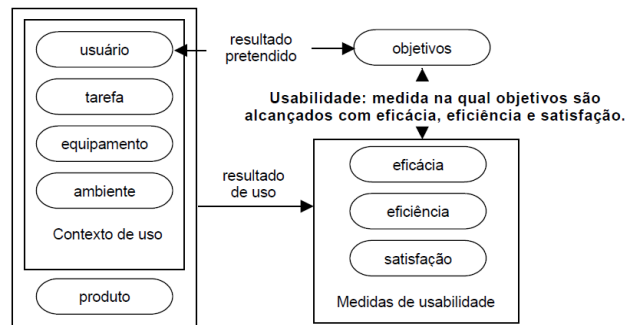 usuário
tarefa
equipamento
ambiente
Contexto de uso
produto
resultado
pretendido
objetivos
Usabilidade: medida na qual objetivos são
alcançados com eficácia, eficiência e satisfação.
resultado
de uso
eficácia
eficiência
satisfação
Medidas de usabilidade